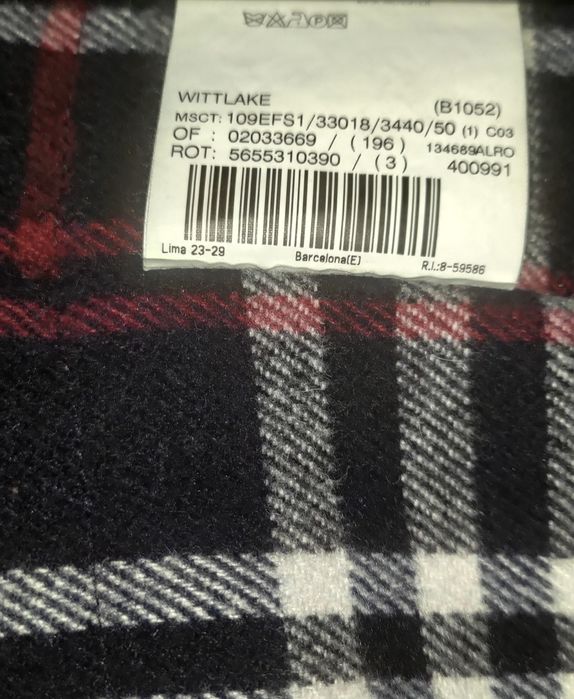 WITTLAKE (B1052)
MSCT: 109EFS1/33018/3440/50 (1) C03
OF : 02033669 / (196) 134689ALRO
ROT: 5655310390 / (3) 400991
Lima 23-29 Barcelona(E) R.I.:8-59586